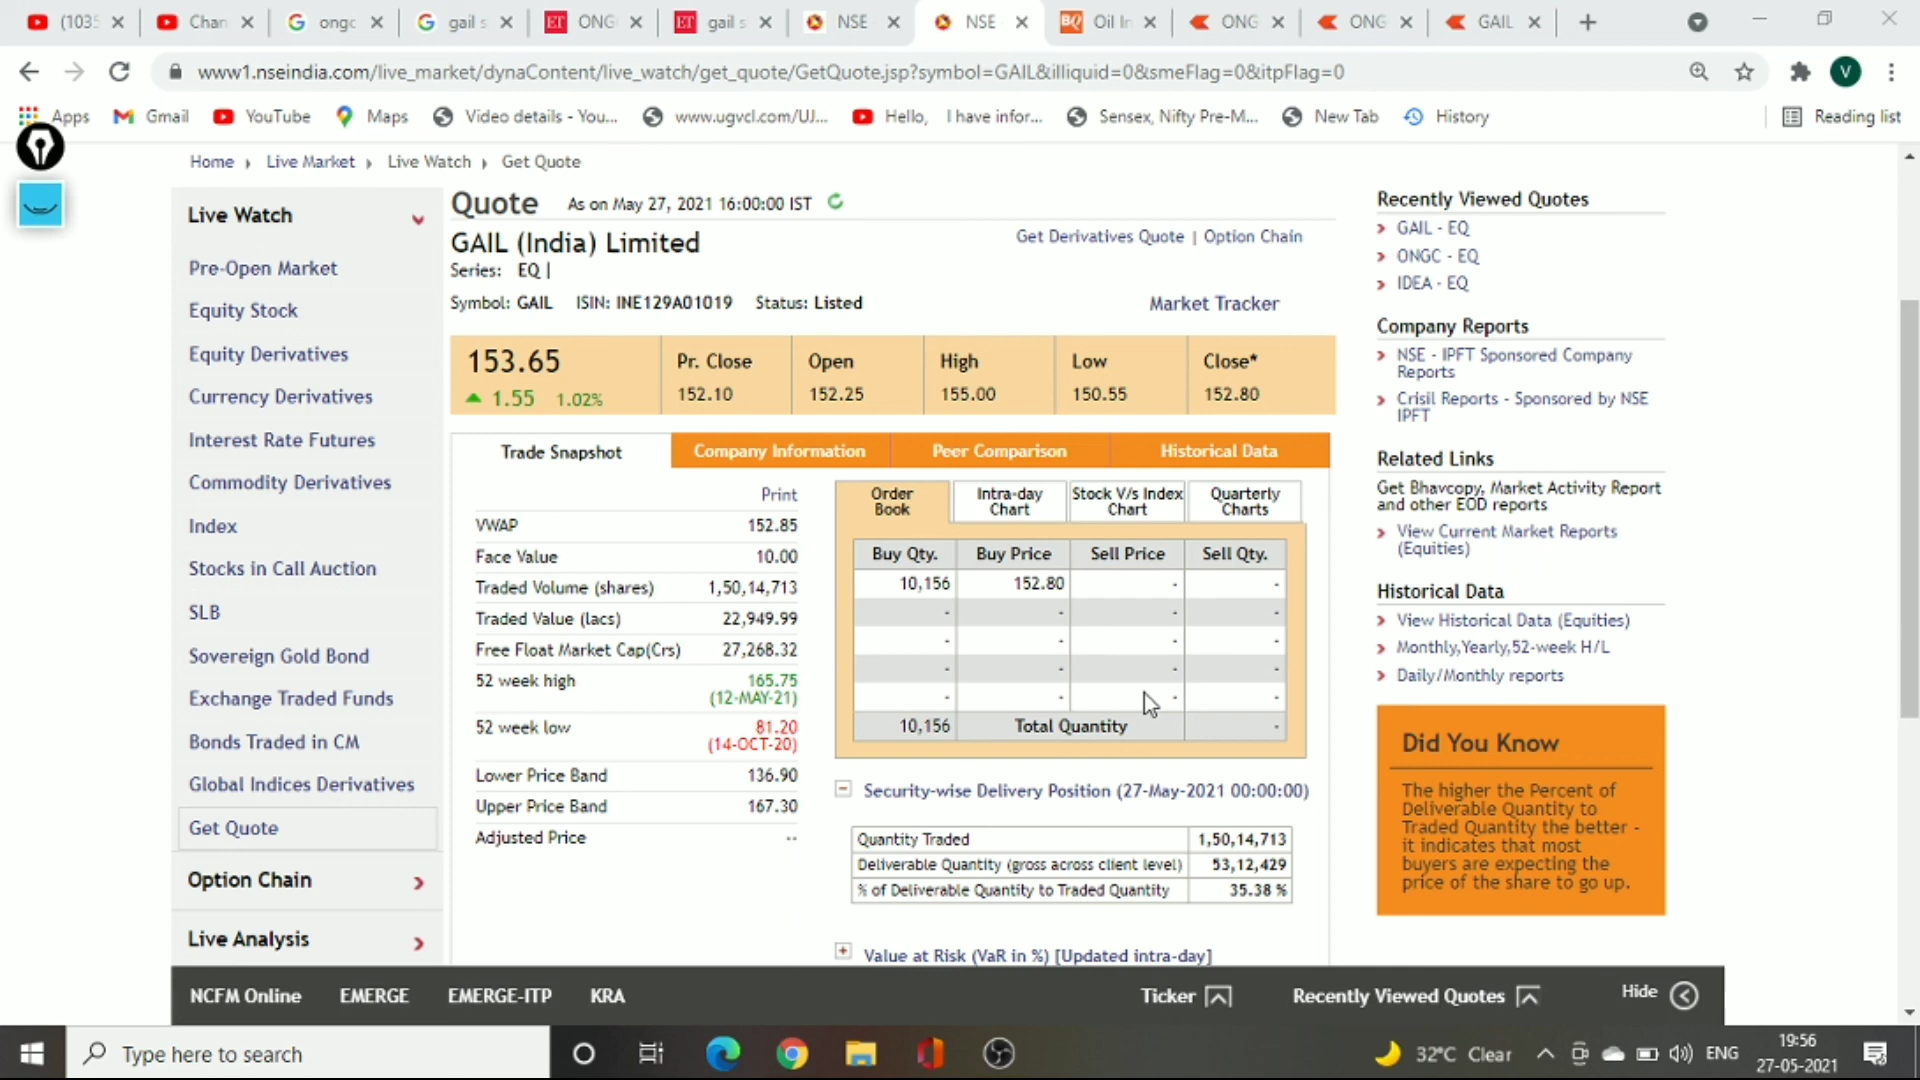 (103: Chan ongc gail s ONG gail s NSE NSE Oil In ONG ONG GAIL
www1.nseindia.com/live_market/dynaContent/live_watch/get_quote/GetQuote.jsp?symbol=GAIL&illiquid=0&smeFlag=0&itpFlag=0 V
Apps Gmail YouTube Maps Video details - You... www.ugvcl.com/UJ... Hello, I have infor... Sensex, Nifty Pre-M... New Tab History Reading list
Home Live Market Live Watch Get Quote
Live Watch
Pre-Open Market
Equity Stock
Equity Derivatives
Currency Derivatives
Interest Rate Futures
Commodity Derivatives
Index
Stocks in Call Auction
SLB
Sovereign Gold Bond
Exchange Traded Funds
Bonds Traded in CM
Global Indices Derivatives
Get Quote
Option Chain
Live Analysis
Quote As on May 27, 2021 16:00:00 IST
GAIL (India) Limited
Get Derivatives Quote | Option Chain
Series: EQ |
Symbol: GAIL ISIN: INE129A01019 Status: Listed
Market Tracker
153.65 Pr. Close Open High Low Close*
1.55 1.02% 152.10 152.25 155.00 150.55 152.80
Trade Snapshot Company Information Peer Comparison Historical Data
Print
VWAP 152.85
Face Value 10.00
Traded Volume (shares) 1,50,14,713
Traded Value (lacs) 22,949.99
Free Float Market Cap(Crs) 27,268.32
52 week high 165.75
(12-MAY-21)
52 week low 81.20
(14-OCT-20)
Lower Price Band 136.90
Upper Price Band 167.30
Adjusted Price --
Order Book Intra-day Chart Stock V/s Index Chart Quarterly Charts
Buy Qty. Buy Price Sell Price Sell Qty.
10,156 152.80 - -
- - - -
- - - -
- - - -
- - - -
10,156 Total Quantity -
Security-wise Delivery Position (27-May-2021 00:00:00)
Quantity Traded 1,50,14,713
Deliverable Quantity (gross across client level) 53,12,429
% of Deliverable Quantity to Traded Quantity 35.38 %
Value at Risk (VaR in %) [Updated intra-day]
Recently Viewed Quotes
GAIL - EQ
ONGC - EQ
IDEA - EQ
Company Reports
NSE - IPFT Sponsored Company
Reports
Crisil Reports - Sponsored by NSE
IPFT
Related Links
Get Bhavcopy, Market Activity Report
and other EOD reports
View Current Market Reports
(Equities)
Historical Data
View Historical Data (Equities)
Monthly,Yearly,52-week H/L
Daily/Monthly reports
Did You Know
The higher the Percent of
Deliverable Quantity to
Traded Quantity the better -
it indicates that most
buyers are expecting the
price of the share to go up.
NCFM Online EMERGE EMERGE-ITP KRA Ticker Recently Viewed Quotes Hide
Type here to search 32°C Clear ENG 19:56
27-05-2021